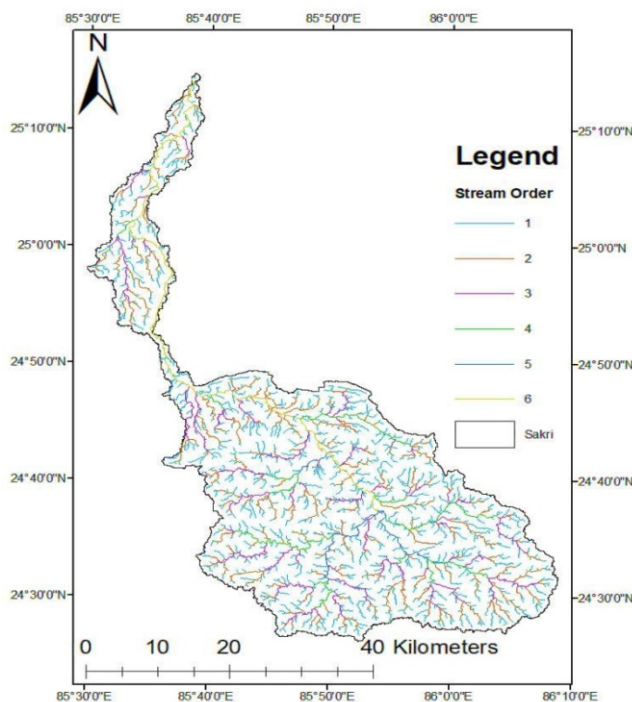 85°30'0"E 85°40'0"E 85°50'0"E 86°0'0"E
N
25°10'0"N 25°10'0"N
Legend
Stream Order
1
25°0'0"N 25°0'0"N
2
3
4
24°50'0"N 24°50'0"N
5
6
Sakri
24°40'0"N 24°40'0"N
24°30'0"N 24°30'0"N
0 10 20 40 Kilometers
85°30'0"E 85°40'0"E 85°50'0"E 86°0'0"E 86°10'0"E